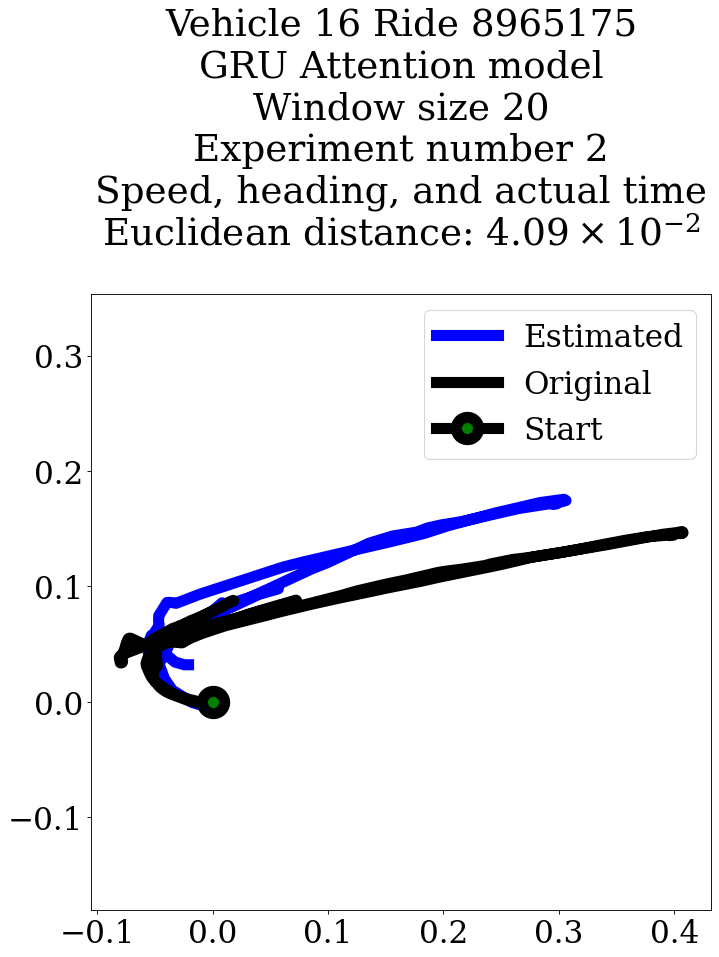 Vehicle 16 Ride 8965175
GRU Attention model
Window size 20
Experiment number 2
Speed, heading, and actual time
Euclidean distance: 4.09 × 10⁻²
Estimated
Original
Start
0.3
0.2
0.1
0.0
−0.1
−0.1 0.0 0.1 0.2 0.3 0.4